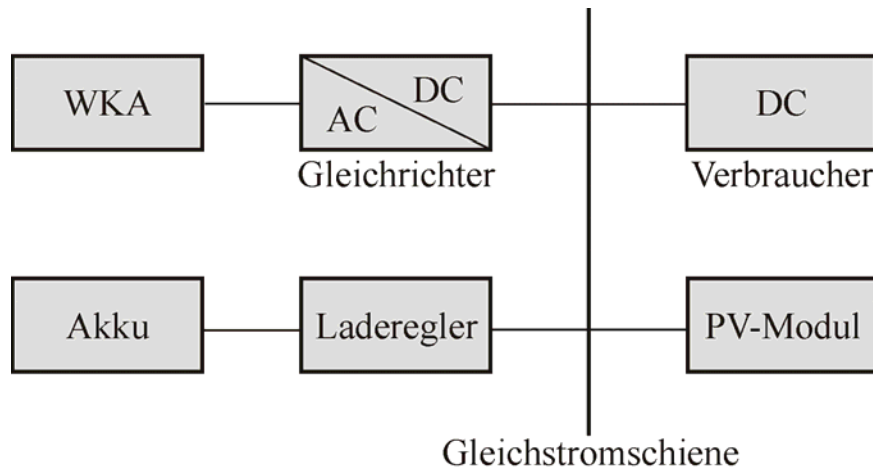 WKA
DC
AC
Gleichrichter
DC
Verbraucher
Akku
Laderegler
PV-Modul
Gleichstromschiene